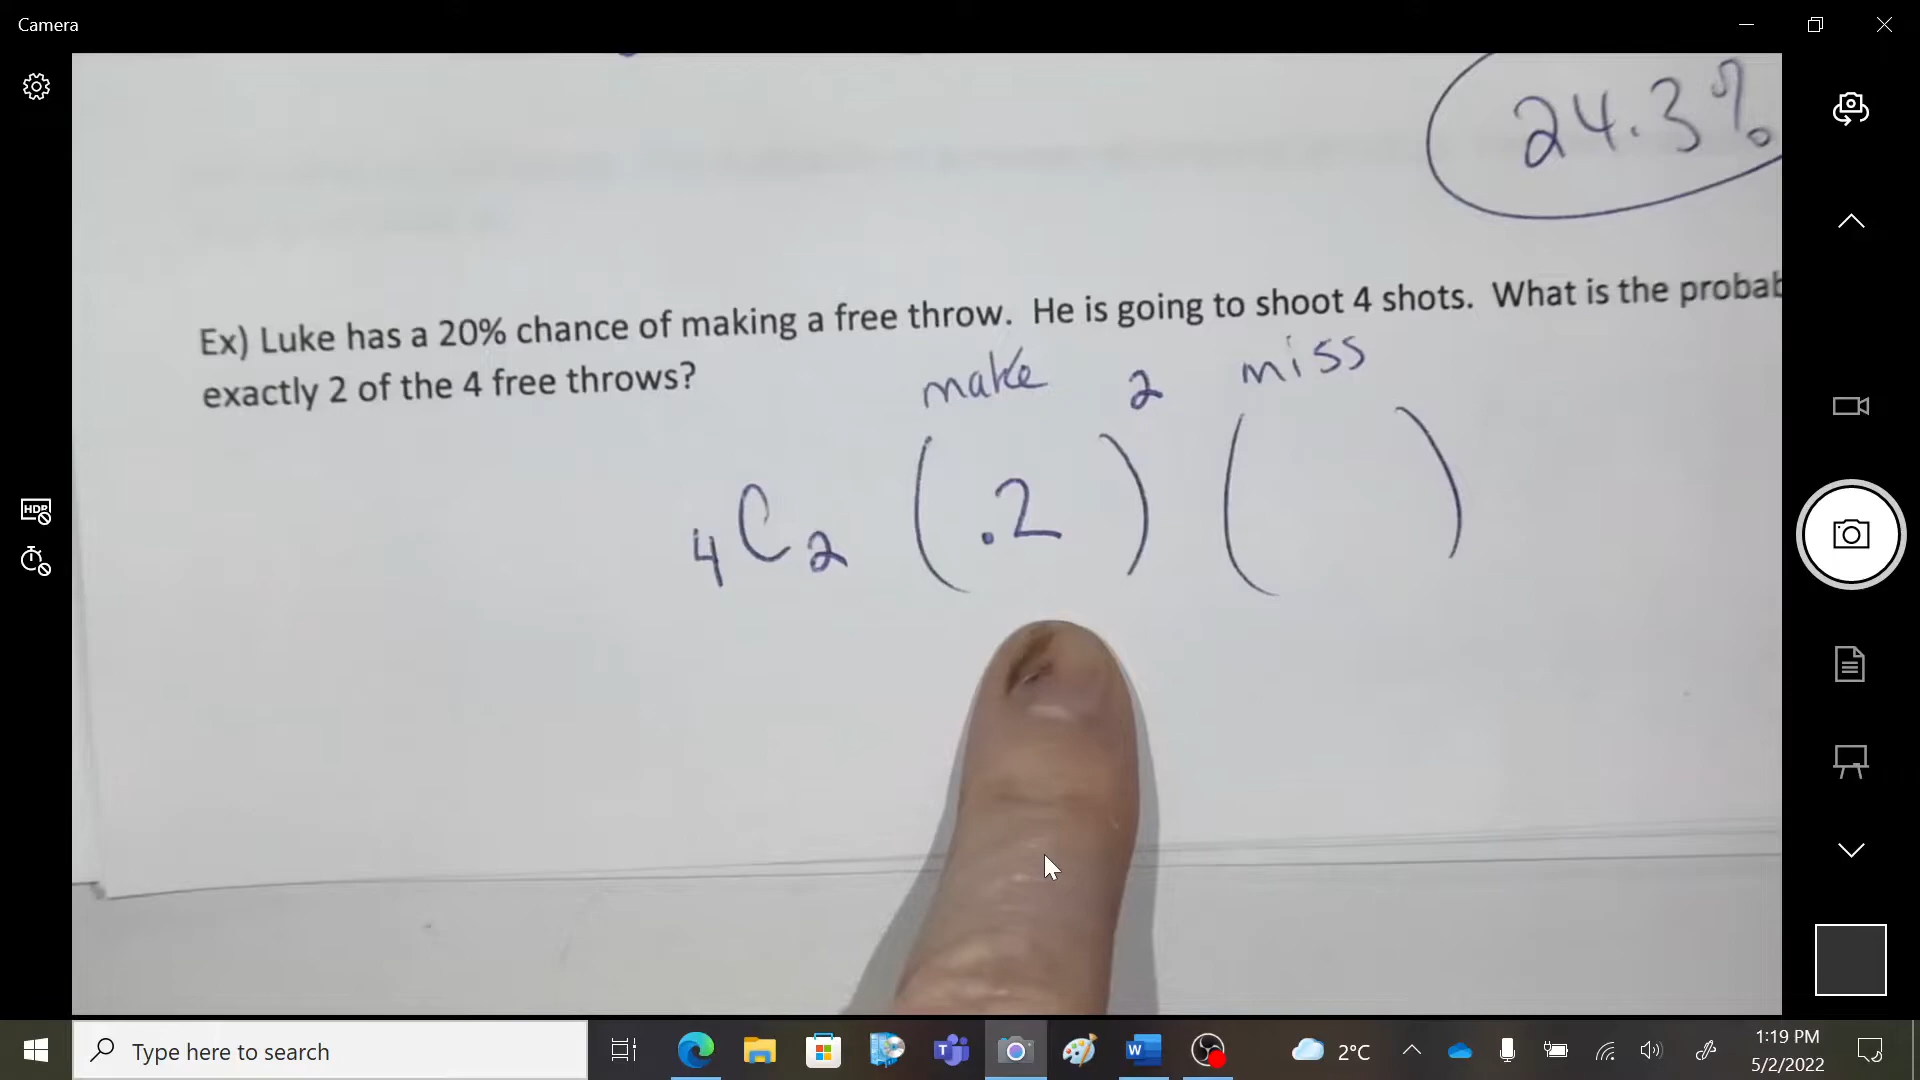 Camera
24.3%
Ex) Luke has a 20% chance of making a free throw. He is going to shoot 4 shots. What is the probab
exactly 2 of the 4 free throws?
make 2 miss
4C2 (.2) ( )
Type here to search
2°C
1:19 PM
5/2/2022